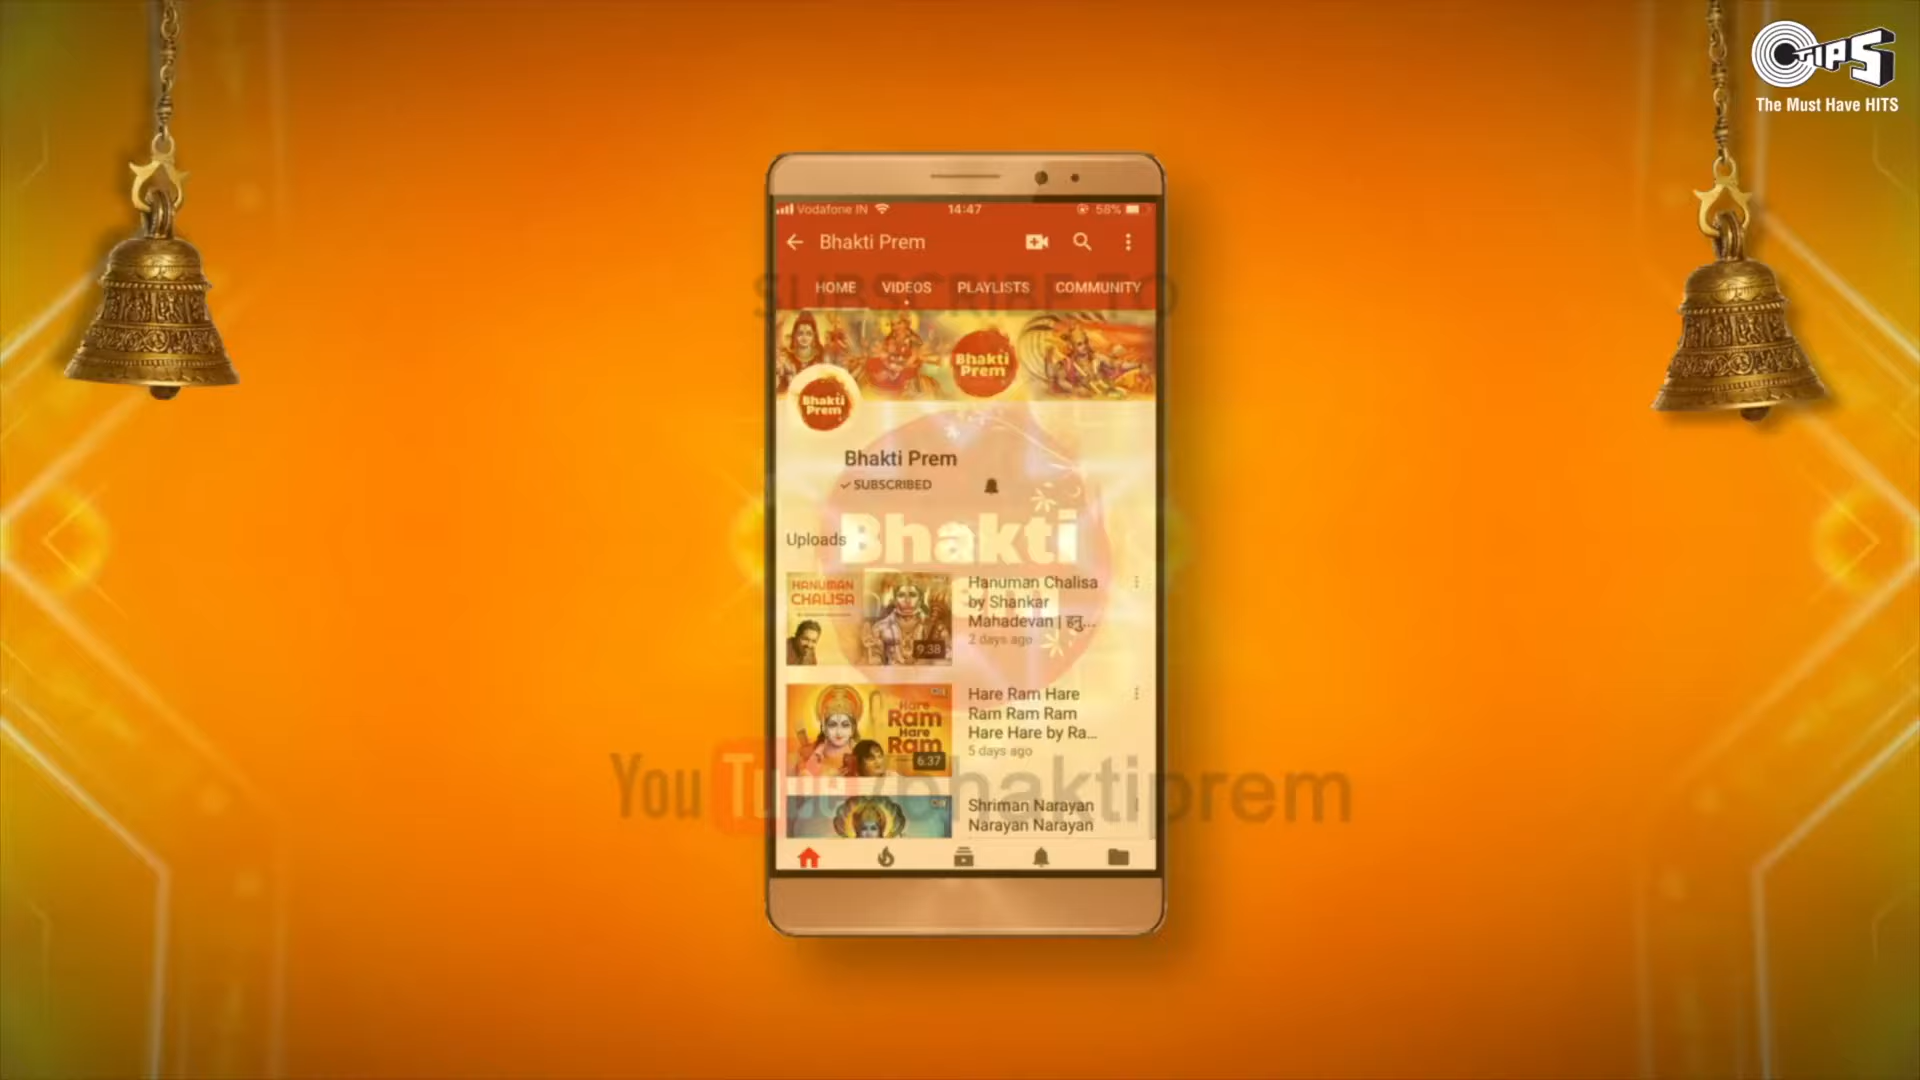 TIPS
The Must Have HITS
Vodafone IN 14:47 58%
Bhakti Prem
SUBSCRIBE TO
HOME VIDEOS PLAYLISTS COMMUNITY
Bhakti
Prem
Bhakti
Prem
Bhakti Prem
SUBSCRIBED
Bhakti
Prem
Uploads
HANUMAN
CHALISA
9:38
Hanuman Chalisa
by Shankar
Mahadevan | हनु...
2 days ago
Hare
Ram
Hare
Ram
6:37
Hare Ram Hare
Ram Ram Ram
Hare Hare by Ra...
5 days ago
YouTube/bhaktiprem
Shriman Narayan
Narayan Narayan